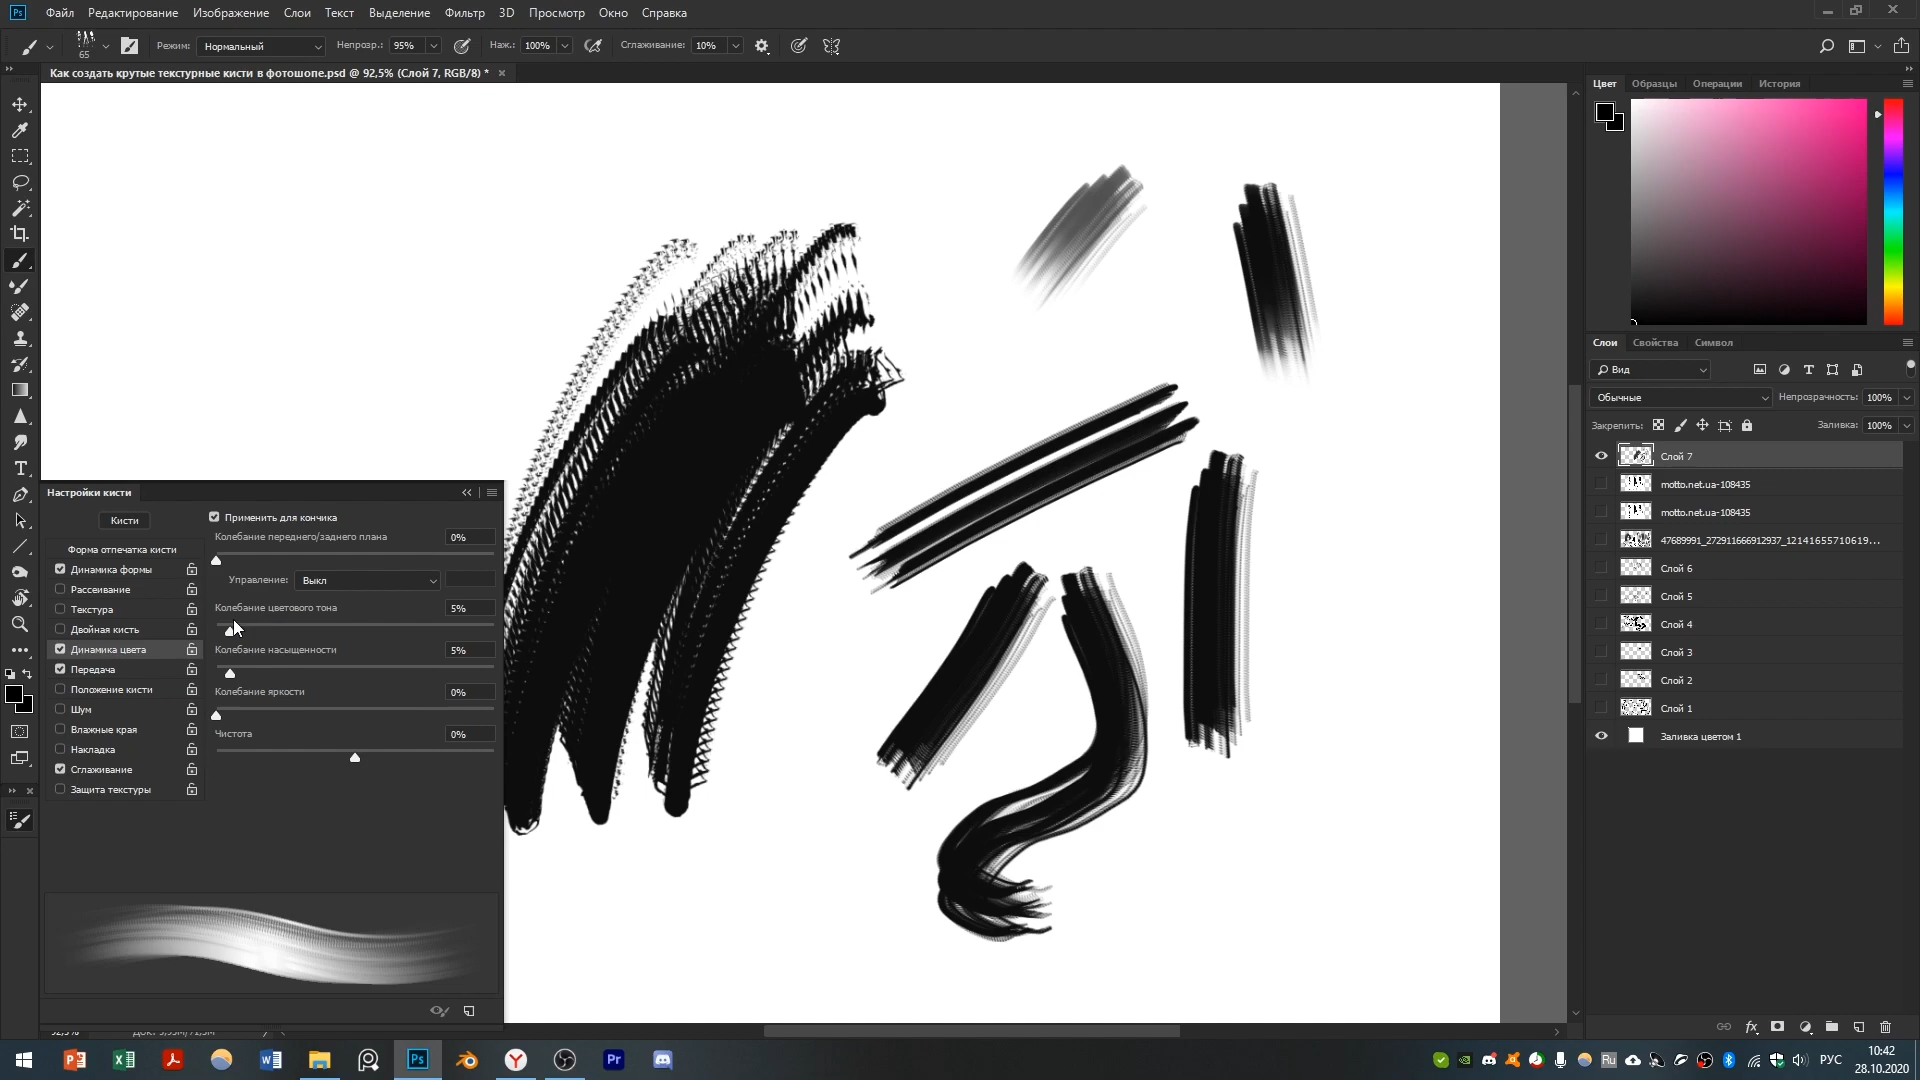 Ps Файл Редактирование Изображение Слои Текст Выделение Фильтр 3D Просмотр Окно Справка
65 Режим: Нормальный Непрозр.: 95% Наж.: 100% Сглаживание: 10%
Как создать крутые текстурные кисти в фотошопе.psd @ 92,5% (Слой 7, RGB/8) *
Цвет Образцы Операции История
Слои Свойства Символ
Вид
Обычные Непрозрачность: 100%
Закрепить: Заливка: 100%
Слой 7
motto.net.ua-108435
motto.net.ua-108435
47689991_272911666912937_12141655710619...
Слой 6
Слой 5
Слой 4
Слой 3
Слой 2
Слой 1
Заливка цветом 1
Настройки кисти
Кисти
Форма отпечатка кисти
Динамика формы
Рассеивание
Текстура
Двойная кисть
Динамика цвета
Передача
Положение кисти
Шум
Влажные края
Накладка
Сглаживание
Защита текстуры
Применить для кончика
Колебание переднего/заднего плана 0%
Управление: Выкл
Колебание цветового тона 5%
Колебание насыщенности 5%
Колебание яркости 0%
Чистота 0%
Ps Pr Ru РУС
10:42
28.10.2020